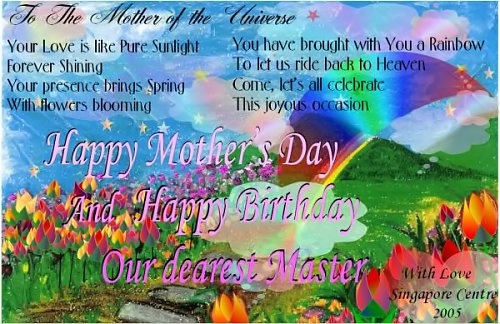 To The Mother of the Universe
Your Love is like Pure Sunlight
Forever Shining
Your presence brings Spring
With flowers blooming
You have brought with You a Rainbow
To let us ride back to Heaven
Come, let's all celebrate
This joyous occasion
Happy Mother's Day
And Happy Birthday
Our dearest Master
With Love
Singapore Centre
2005